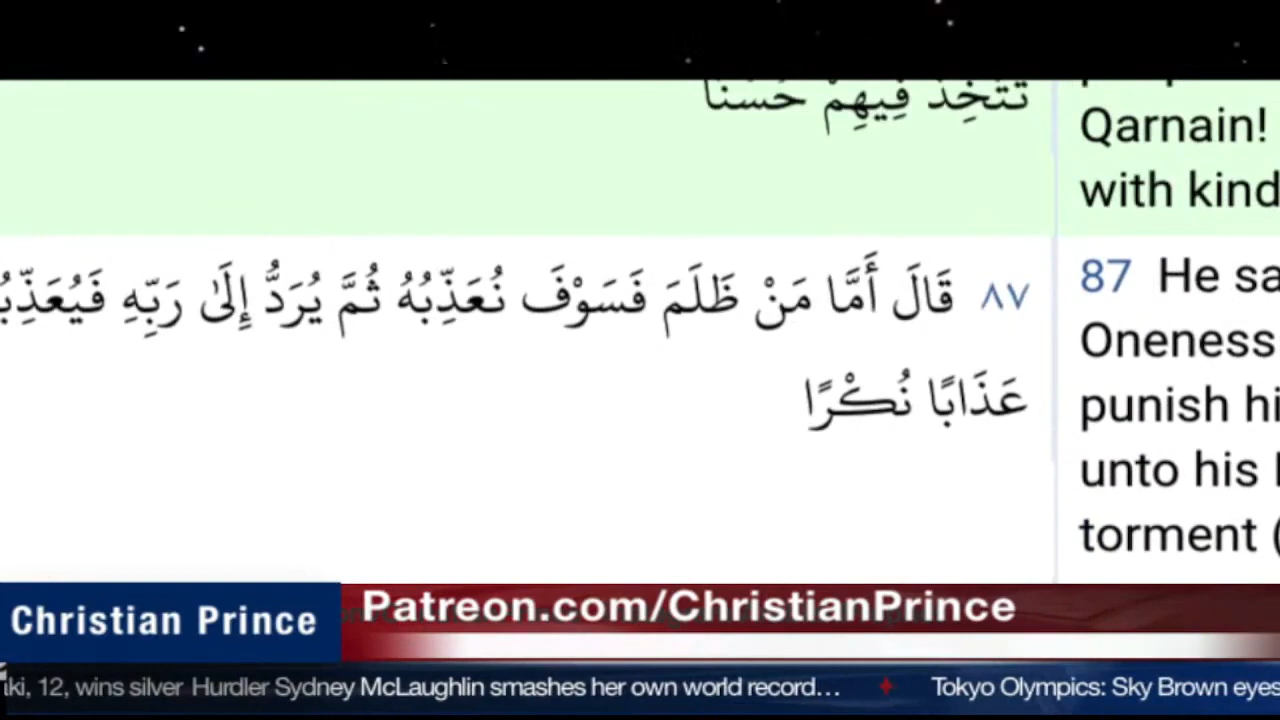 تَتَّخِذَ فِيهِمْ حُسْنًا
Qarnain!
with kind
٨٧ قَالَ أَمَّا مَنْ ظَلَمَ فَسَوْفَ نُعَذِّبُهُ ثُمَّ يُرَدُّ إِلَىٰ رَبِّهِ
عَذَابًا نُكْرًا
87 He sa
Oneness
punish hi
unto his
torment (
Christian Prince
Patreon.com/ChristianPrince
iki, 12, wins silver Hurdler Sydney McLaughlin smashes her own world record… Tokyo Olympics: Sky Brown eyes